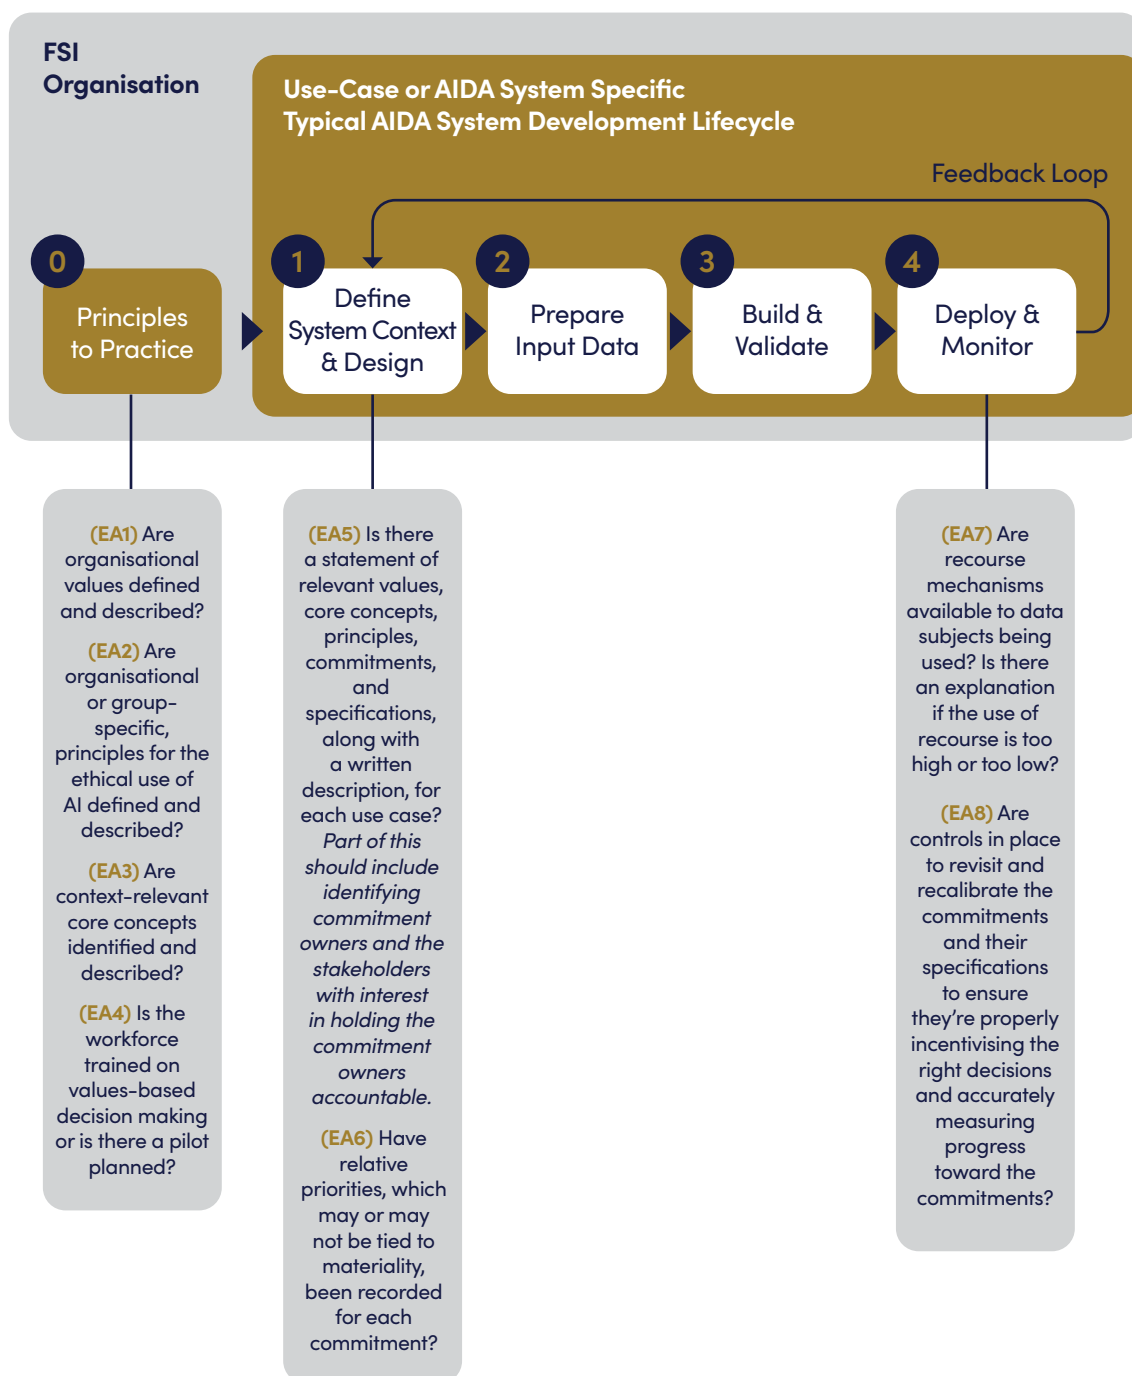 FSI
Organisation
Use-Case or AIDA System Specific
Typical AIDA System Development Lifecycle
Feedback Loop
0
Principles
to Practice
1
Define
System Context
& Design
2
Prepare
Input Data
3
Build &
Validate
4
Deploy &
Monitor
(EA1) Are
organisational
values defined
and described?
(EA2) Are
organisational
or group-
specific,
principles for the
ethical use of
AI defined and
described?
(EA3) Are
context-relevant
core concepts
identified and
described?
(EA4) Is the
workforce
trained on
values-based
decision making
or is there a pilot
planned?
(EA5) Is there
a statement of
relevant values,
core concepts,
principles,
commitments,
and
specifications,
along with
a written
description, for
each use case?
Part of this
should include
identifying
commitment
owners and the
stakeholders
with interest
in holding the
commitment
owners
accountable.
(EA6) Have
relative
priorities, which
may or may
not be tied to
materiality,
been recorded
for each
commitment?
(EA7) Are
recourse
mechanisms
available to data
subjects being
used? Is there
an explanation
if the use of
recourse is too
high or too low?
(EA8) Are
controls in place
to revisit and
recalibrate the
commitments
and their
specifications
to ensure
they're properly
incentivising the
right decisions
and accurately
measuring
progress
toward the
commitments?